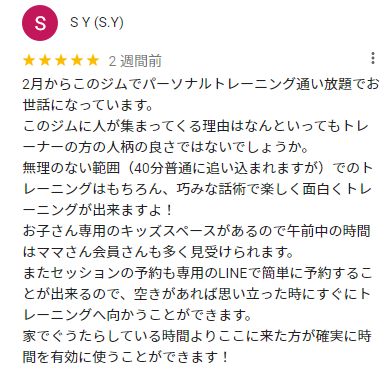 S
S Y (S.Y)
★★★★★ 2 週間前
2月からこのジムでパーソナルトレーニング通い放題でお
世話になっています。
このジムに人が集まってくる理由はなんといってもトレ
ーナーの方の人柄の良さではないでしょうか。
無理のない範囲（40分普通に追い込まれますが）でのト
レーニングはもちろん、巧みな話術で楽しく面白くトレ
ーニングが出来ますよ！
お子さん専用のキッズスペースがあるので午前中の時間
はママさん会員さんも多く見受けられます。
またセッションの予約も専用のLINEで簡単に予約するこ
とが出来るので、空きがあれば思い立った時にすぐにト
レーニングへ向かうことができます。
家でぐうたらしている時間よりここに来た方が確実に時
間を有効に使うことができます！